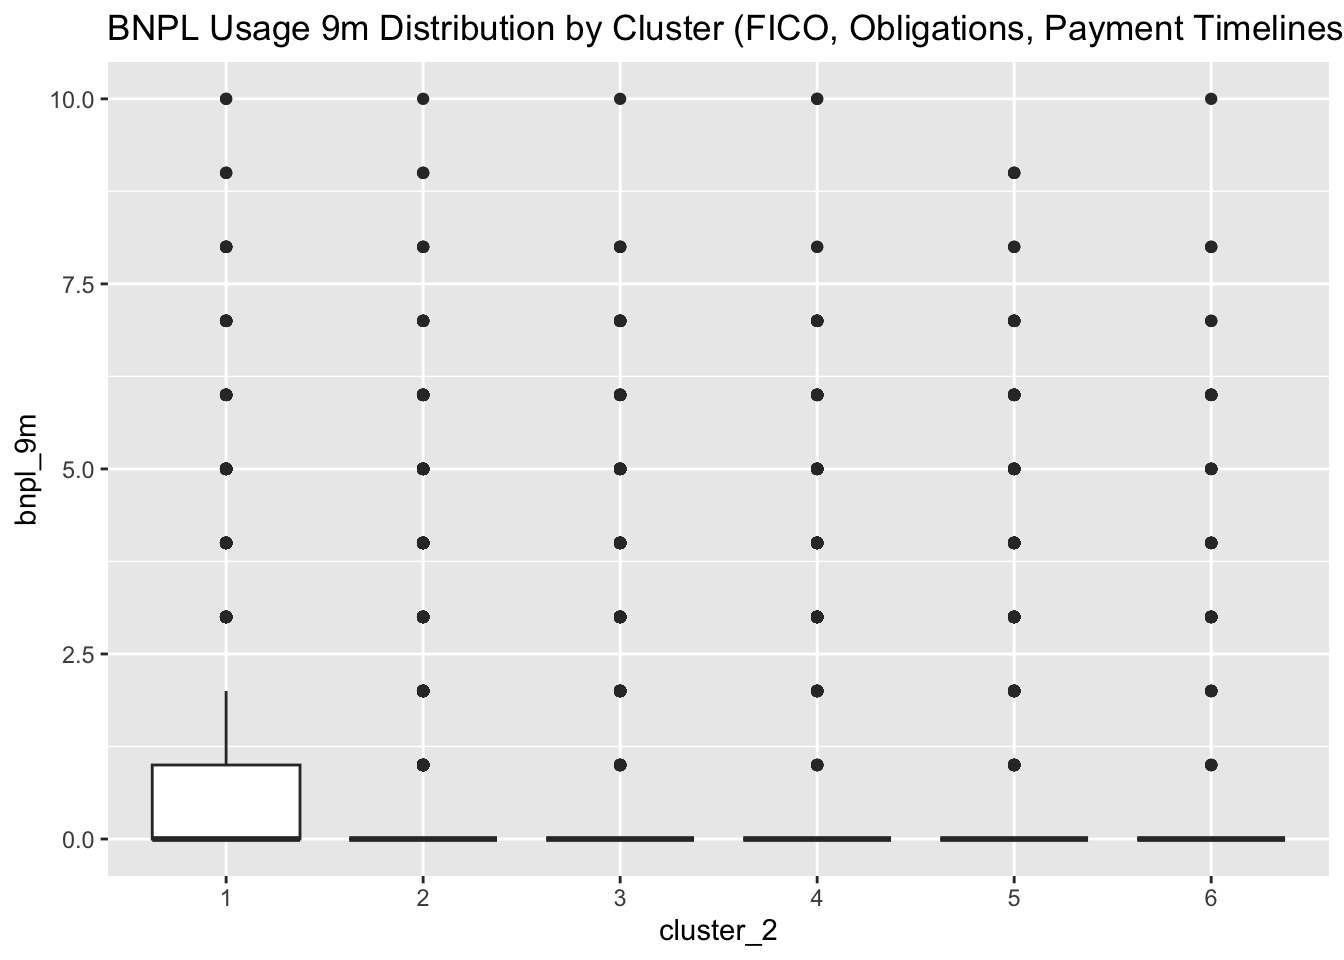 BNPL Usage 9m Distribution by Cluster (FICO, Obligations, Payment Timelines
10.0
7.5
5.0
2.5
0.0
bnpl_9m
1 2 3 4 5 6
cluster_2